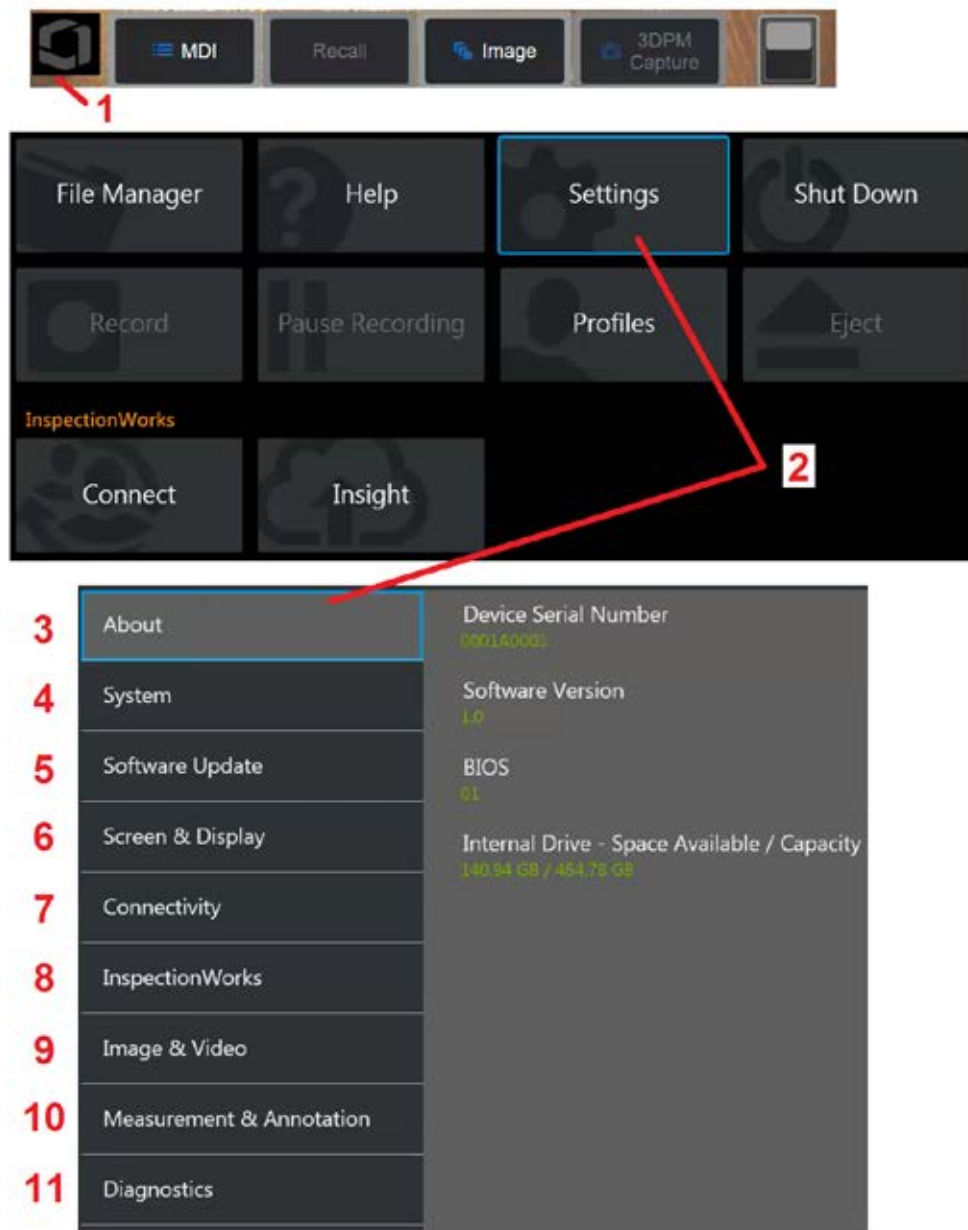 MDI
Recall
Image
3DPM
Capture
1
File Manager
Help
Settings
Shut Down
Record
Pause Recording
Profiles
Eject
InspectionWorks
2
Connect
Insight
3
About
Device Serial Number
0001A0001
4
System
Software Version
1.0
5
Software Update
BIOS
01
6
Screen & Display
Internal Drive - Space Available / Capacity
140.94 GB / 454.78 GB
7
Connectivity
8
InspectionWorks
9
Image & Video
10
Measurement & Annotation
11
Diagnostics